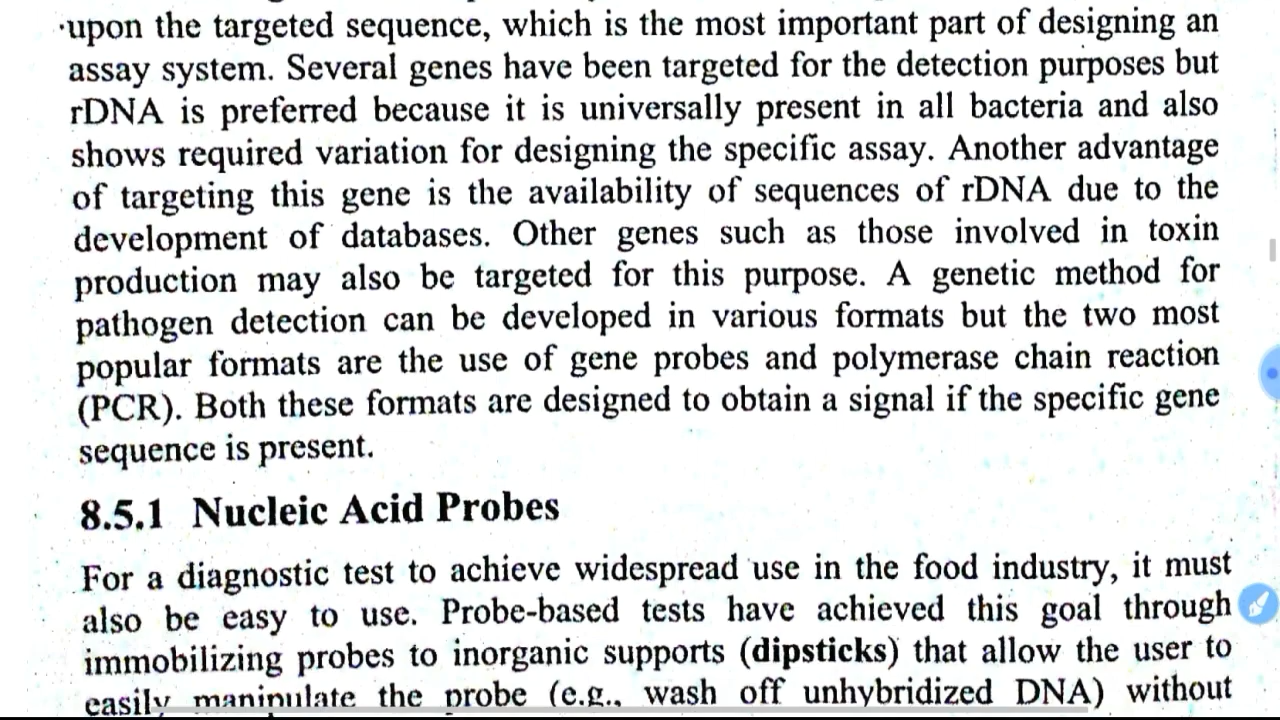 upon the targeted sequence, which is the most important part of designing an
assay system. Several genes have been targeted for the detection purposes but
rDNA is preferred because it is universally present in all bacteria and also
shows required variation for designing the specific assay. Another advantage
of targeting this gene is the availability of sequences of rDNA due to the
development of databases. Other genes such as those involved in toxin
production may also be targeted for this purpose. A genetic method for
pathogen detection can be developed in various formats but the two most
popular formats are the use of gene probes and polymerase chain reaction
(PCR). Both these formats are designed to obtain a signal if the specific gene
sequence is present.
8.5.1 Nucleic Acid Probes
For a diagnostic test to achieve widespread use in the food industry, it must
also be easy to use. Probe-based tests have achieved this goal through
immobilizing probes to inorganic supports (dipsticks) that allow the user to
easily manipulate the probe (e.g., wash off unhybridized DNA) without